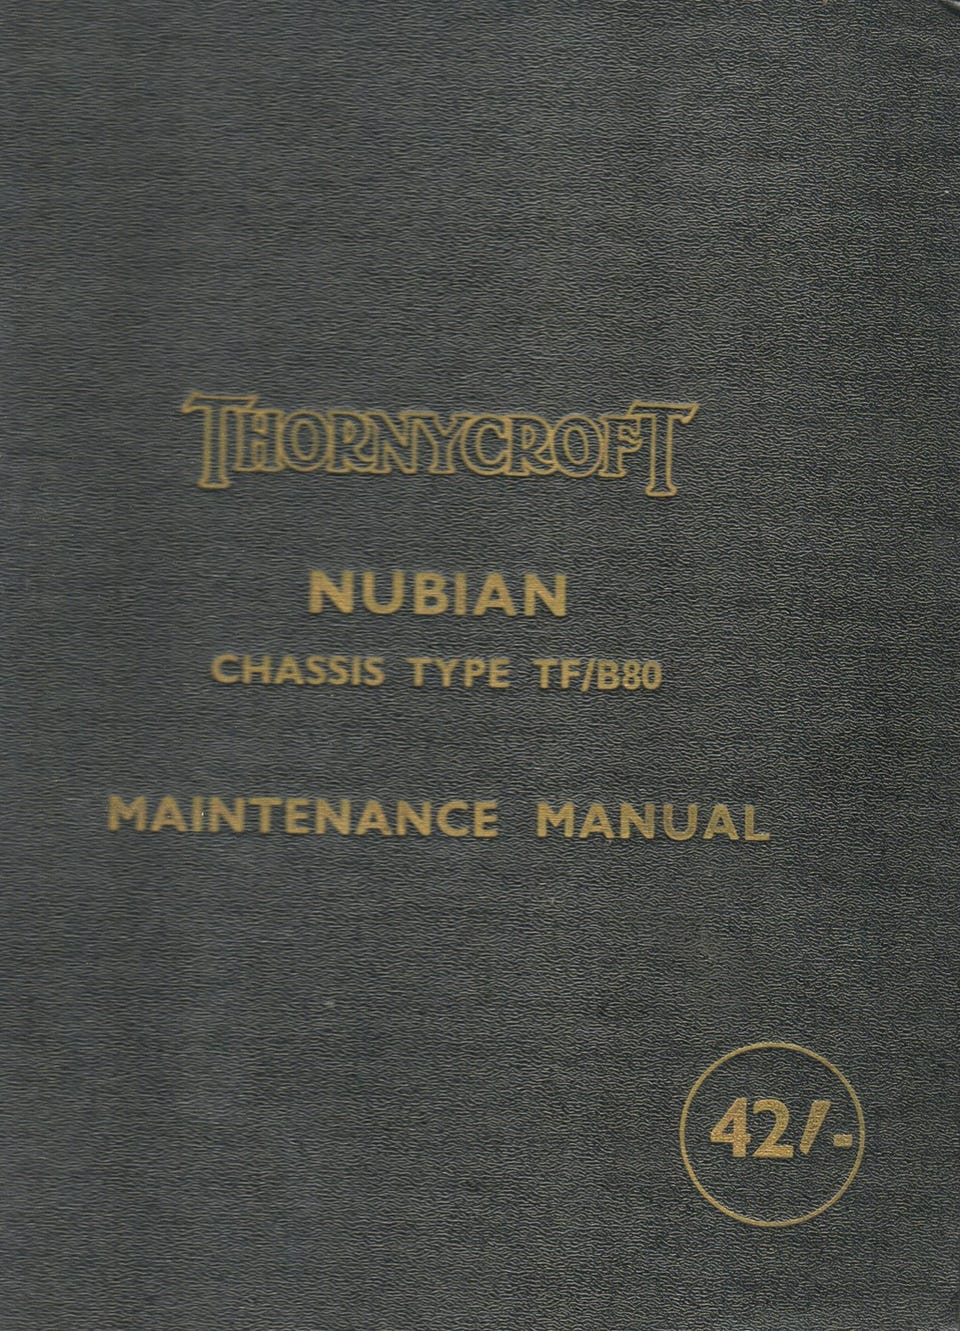 THORNYCROFT
NUBIAN
CHASSIS TYPE TF/B80
MAINTENANCE MANUAL
42/-